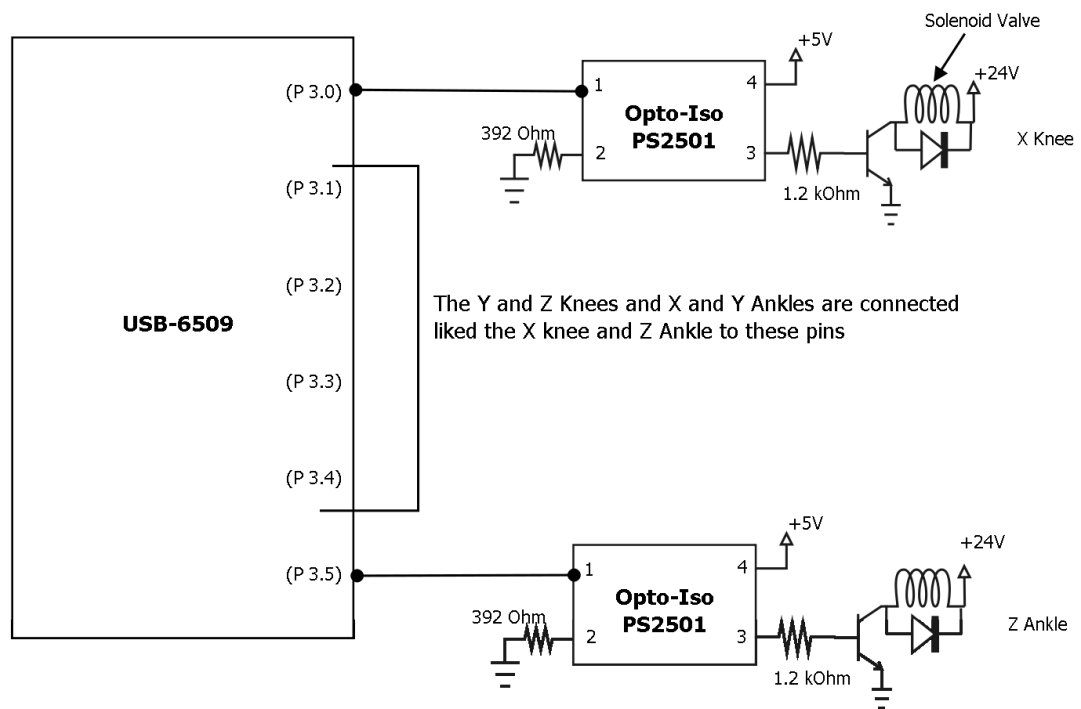 Solenoid Valve
+5V
+24V
(P 3.0)
1
4
Opto-Iso
PS2501
392 Ohm
2
3
1.2 kOhm
X Knee
(P 3.1)
(P 3.2)
The Y and Z Knees and X and Y Ankles are connected
liked the X knee and Z Ankle to these pins
USB-6509
(P 3.3)
(P 3.4)
+5V
+24V
(P 3.5)
1
4
Opto-Iso
PS2501
392 Ohm
2
3
1.2 kOhm
Z Ankle